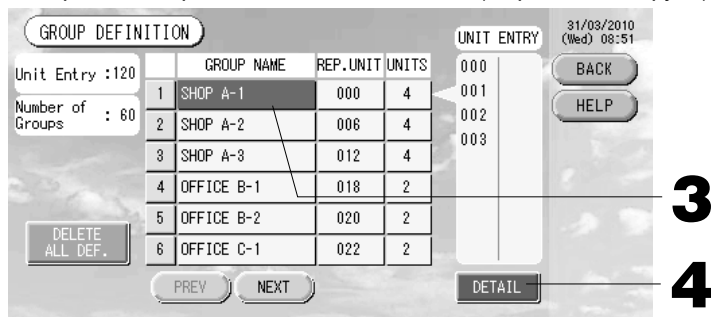 GROUP DEFINITION
31/03/2010
(Wed) 08:51
UNIT ENTRY
BACK
HELP
Unit Entry :120
Number of
Groups : 60
GROUP NAME REP.UNIT UNITS
1 SHOP A-1 000 4
2 SHOP A-2 006 4
3 SHOP A-3 012 4
4 OFFICE B-1 018 2
5 OFFICE B-2 020 2
6 OFFICE C-1 022 2
000
001
002
003
DELETE
ALL DEF.
PREV NEXT
DETAIL
3
4